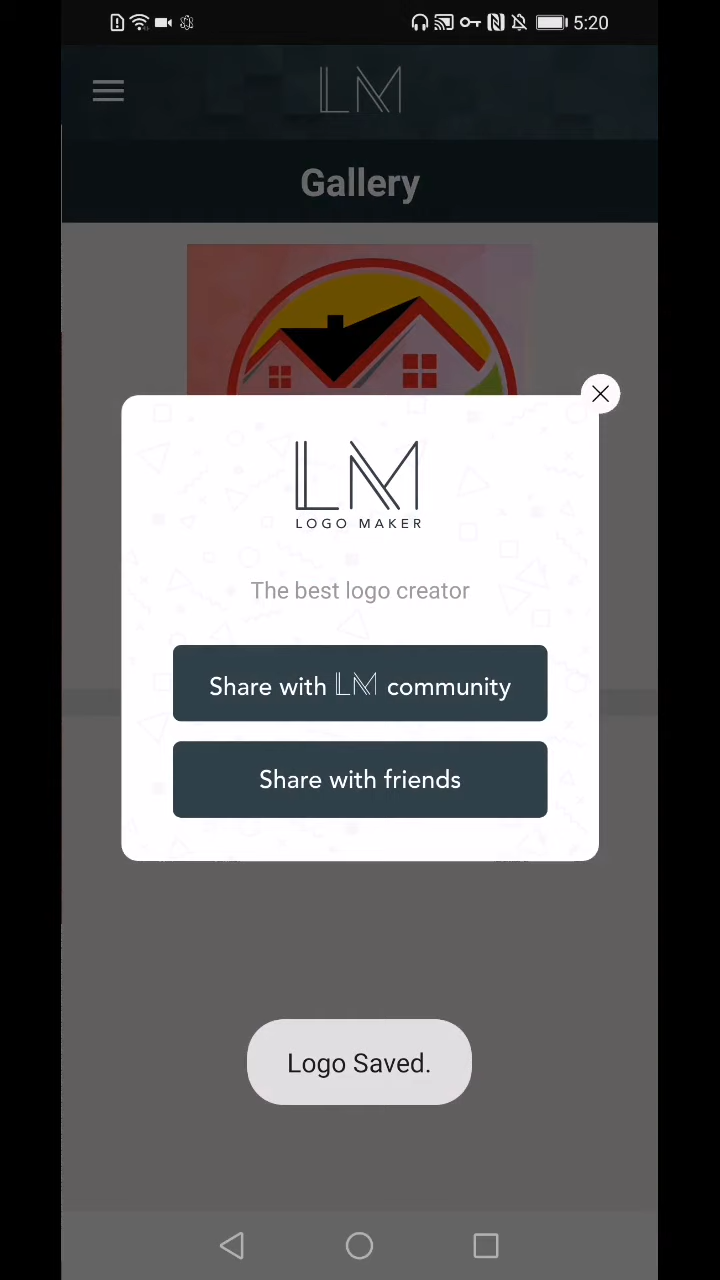 5:20
LM
Gallery
LM
LOGO MAKER
The best logo creator
Share with LM community
Share with friends
Logo Saved.